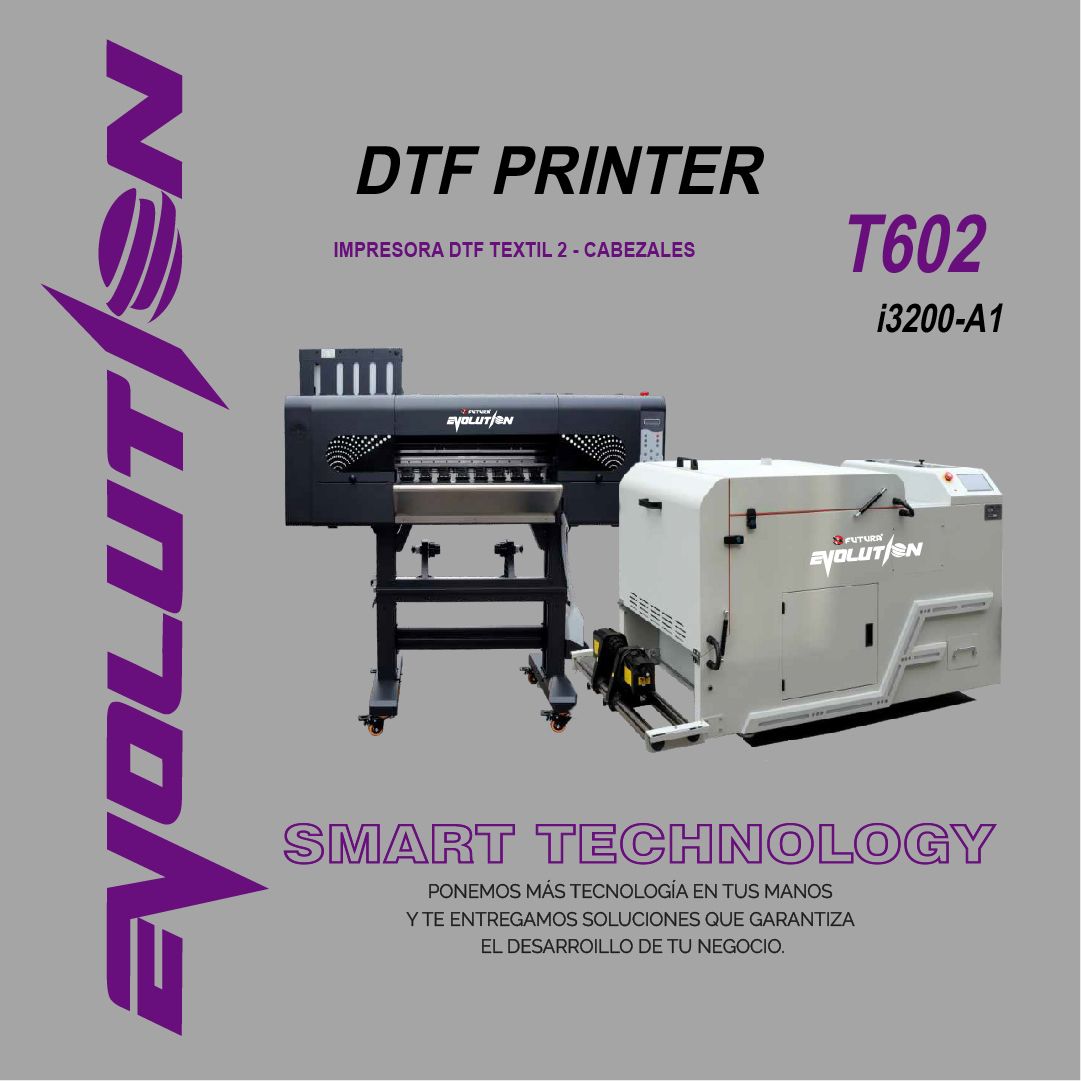 EVOLUTION
DTF PRINTER
T602
IMPRESORA DTF TEXTIL 2 - CABEZALES
i3200-A1
FUTURA
EVOLUTION
FUTURA
EVOLUTION
SMART TECHNOLOGY
PONEMOS MÁS TECNOLOGÍA EN TUS MANOS
Y TE ENTREGAMOS SOLUCIONES QUE GARANTIZA
EL DESARROILLO DE TU NEGOCIO.